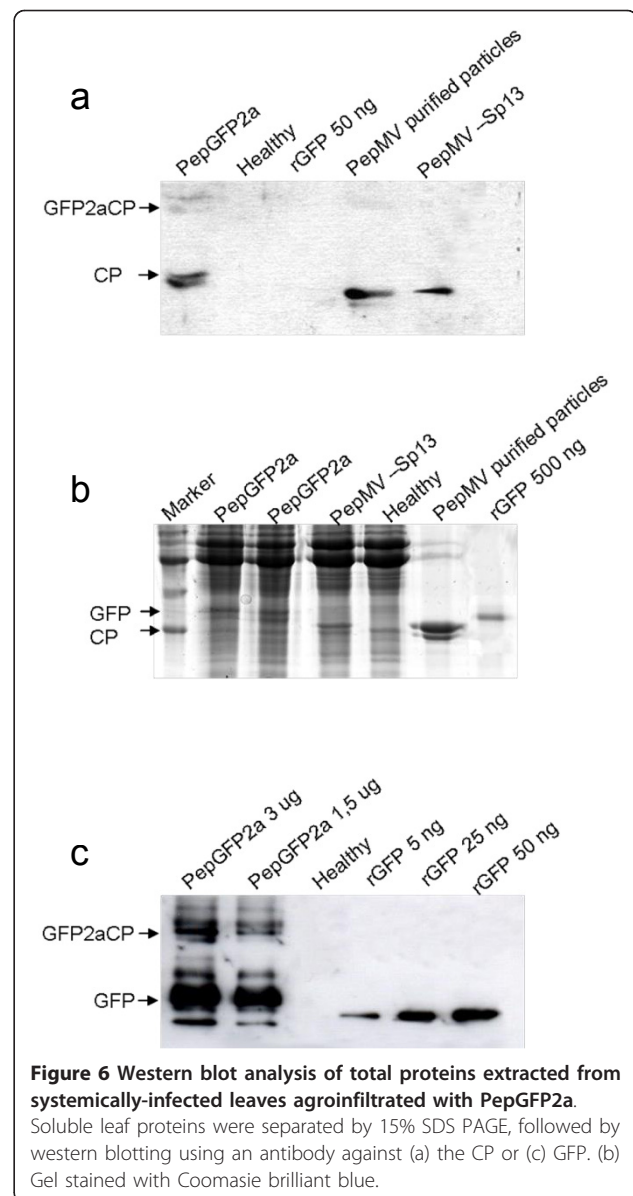 a
PepGFP2a
Healthy
rGFP 50 ng
PepMV purified particles
PepMV –Sp13
GFP2aCP
CP
b
Marker
PepGFP2a
PepGFP2a
PepMV –Sp13
Healthy
PepMV purified particles
rGFP 500 ng
GFP
CP
c
PepGFP2a 3 ug
PepGFP2a 1,5 ug
Healthy
rGFP 5 ng
rGFP 25 ng
rGFP 50 ng
GFP2aCP
GFP
Figure 6 Western blot analysis of total proteins extracted from
systemically-infected leaves agroinfiltrated with PepGFP2a.
Soluble leaf proteins were separated by 15% SDS PAGE, followed by
western blotting using an antibody against (a) the CP or (c) GFP. (b)
Gel stained with Coomasie brilliant blue.